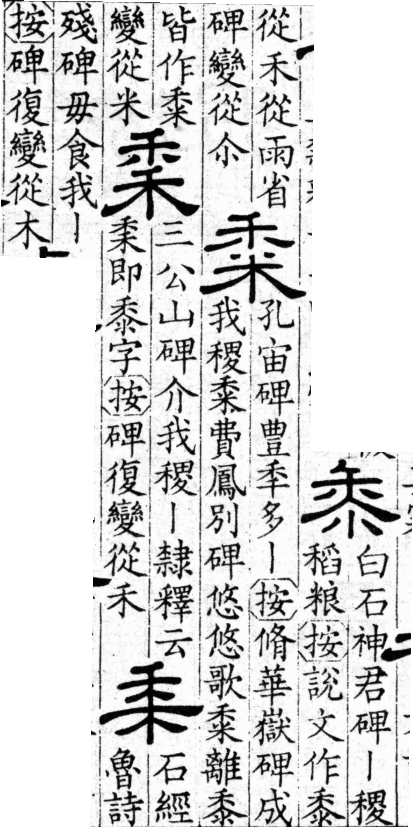 黍
白石神君碑丨稷
稻粮按說文作黍
從禾從雨省
碑變從尒
黍
孔宙碑豊秊多丨按脩華嶽碑成
我稷黍費鳳別碑悠悠歌黍離黍
皆作黍
變從米
黍
三公山碑介我稷丨隸釋云
桼即黍字按碑復變從禾
黍
石經
魯詩
殘碑毋食我丨
按碑復變從木